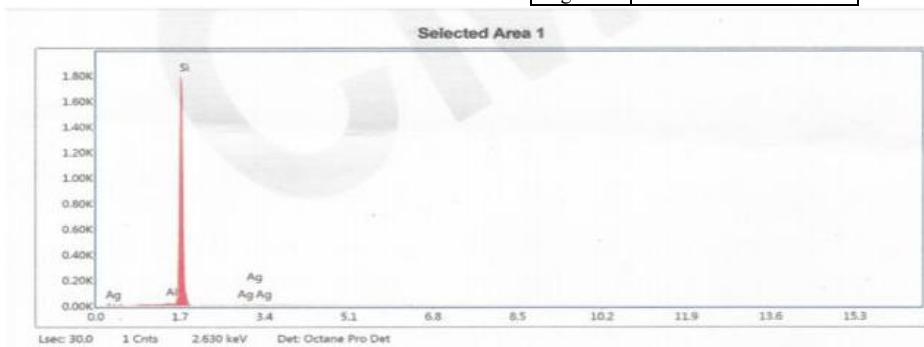 Selected Area 1
1.80K
1.60K
1.40K
1.20K
1.00K
0.80K
0.60K
0.40K
0.20K
0.00K
Si
Ag
Al
Ag
Ag Ag
0.0 1.7 3.4 5.1 6.8 8.5 10.2 11.9 13.6 15.3
Lsec: 30.0 1 Cnts 2.630 keV Det: Octane Pro Det